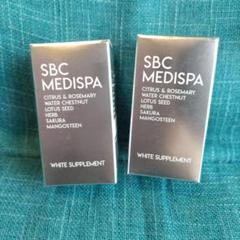 SBC
MEDISPA
CITRUS & ROSEMARY
WATER CHESTNUT
LOTUS SEED
HERB
SAKURA
MANGOSTEEN
WHITE SUPPLEMENT
SBC
MEDISPA
CITRUS & ROSEMARY
WATER CHESTNUT
LOTUS SEED
HERB
SAKURA
MANGOSTEEN
WHITE SUPPLEMENT